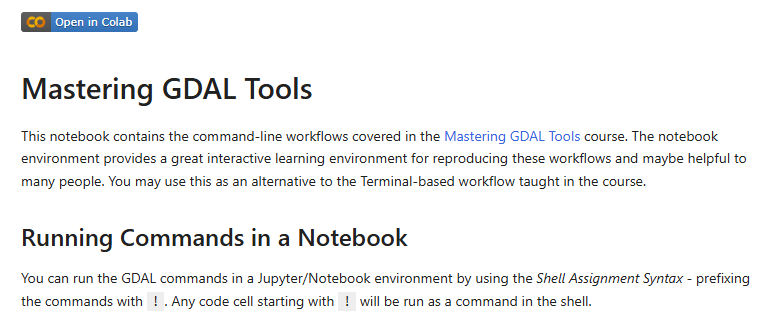 Open in Colab
Mastering GDAL Tools
This notebook contains the command-line workflows covered in the Mastering GDAL Tools course. The notebook
environment provides a great interactive learning environment for reproducing these workflows and maybe helpful to
many people. You may use this as an alternative to the Terminal-based workflow taught in the course.
Running Commands in a Notebook
You can run the GDAL commands in a Jupyter/Notebook environment by using the Shell Assignment Syntax - prefixing
the commands with ! . Any code cell starting with ! will be run as a command in the shell.